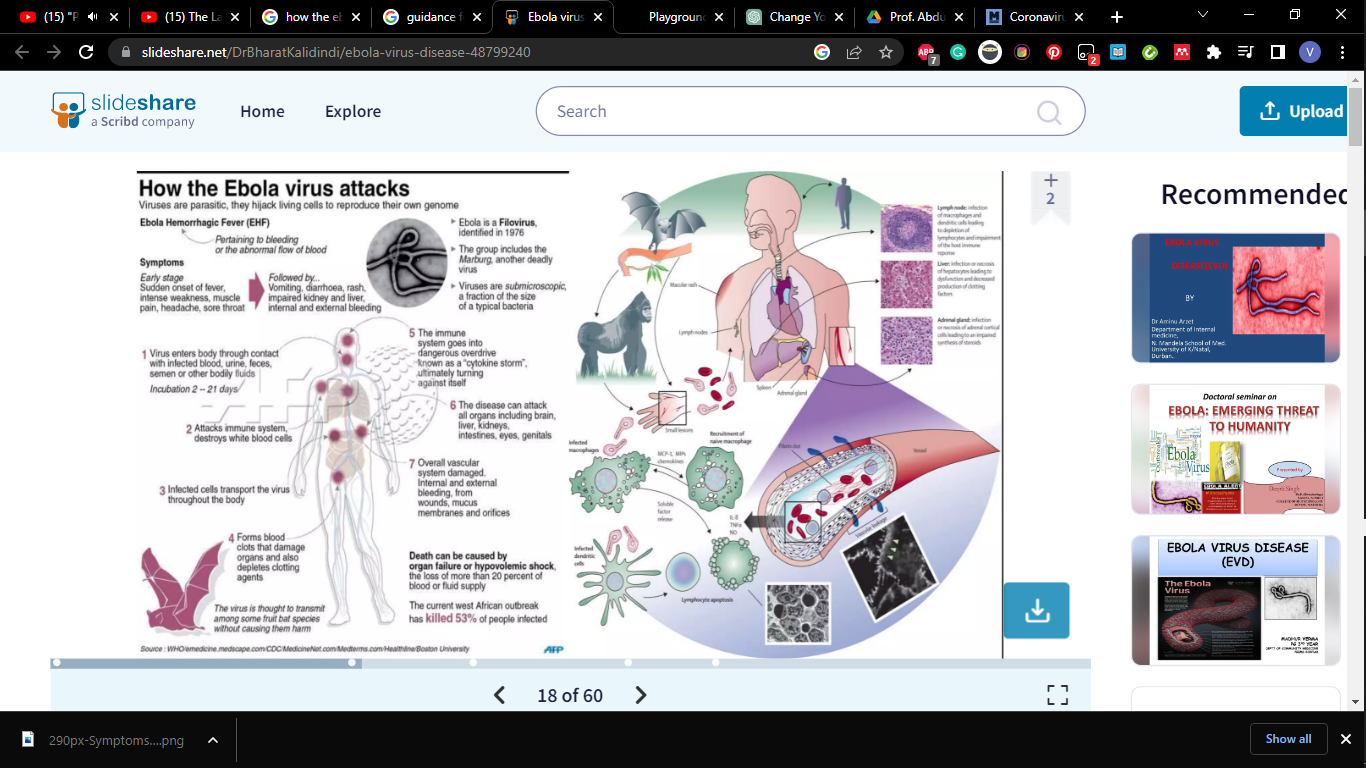 (15) "P
(15) The La
how the eb
guidance f
Ebola virus
Playground
Change Yo
Prof. Abdu
Coronaviru
slideshare.net/DrBharatKalidindi/ebola-virus-disease-48799240
ABP
7
2
V
slideshare
a Scribd company
Home
Explore
Search
Upload
How the Ebola virus attacks
Viruses are parasitic, they hijack living cells to reproduce their own genome
Ebola Hemorrhagic Fever (EHF)
Pertaining to bleeding
or the abnormal flow of blood
Symptoms
Early stage
Sudden onset of fever,
intense weakness, muscle
pain, headache, sore throat
Followed by...
Vomiting, diarrhoea, rash,
impaired kidney and liver,
internal and external bleeding
Ebola is a Filovirus,
identified in 1976
The group includes the
Marburg, another deadly
virus
Viruses are submicroscopic,
a fraction of the size
of a typical bacteria
1 Virus enters body through contact
with infected blood, urine, feces,
semen or other bodily fluids
Incubation 2 – 21 days
2 Attacks immune system,
destroys white blood cells
3 Infected cells transport the virus
throughout the body
4 Forms blood
clots that damage
organs and also
depletes clotting
agents
5 The immune
system goes into
dangerous overdrive
known as a "cytokine storm",
ultimately turning
against itself
6 The disease can attack
all organs including brain,
liver, kidneys,
intestines, eyes, genitals
7 Overall vascular
system damaged.
Internal and external
bleeding, from
wounds, mucus
membranes and orifices
Death can be caused by
organ failure or hypovolemic shock,
the loss of more than 20 percent of
blood or fluid supply
The current west African outbreak
has killed 53% of people infected
The virus is thought to transmit
among some fruit bat species
without causing them harm
Source : WHO/emedicine.medscape.com/CDC/MedicineNet.com/Medterms.com/Healthline/Boston University
AFP
Macular rash
Lymph nodes
Spleen
Adrenal gland
Small lesions
Lymph node: infection
of macrophages and
dendritic cells leading
to depletion of
lymphocytes and impairment
of the host immune
reponse
Liver: infection or necrosis
of hepatocytes leading to
dysfunction and decreased
production of clotting
factors
Adrenal gland: infection
or necrosis of adrenal cortical
cells leading to an impaired
synthesis of steroids
Infected
macrophages
Recruitment of
naive macrophage
MCP-1, MIPs
chemokines
Soluble
factor
release
IL-6
TNFα
NO
Infected
dendritic
cells
Lymphocyte apoptosis
Fibrin clot
Vessel
Vascular leakage
+
2
18 of 60
Recommended
EBOLA VIRUS
DISEASE(EVD)
BY
Department of Internal
medicine,
N. Mandela School of Med.
University of K/Natal,
Durban.
Doctoral seminar on
EBOLA: EMERGING THREAT
TO HUMANITY
Ebola
Virus
Presented by
EBOLA VIRUS DISEASE
(EVD)
The Ebola
Virus
290px-Symptoms....png
Show all